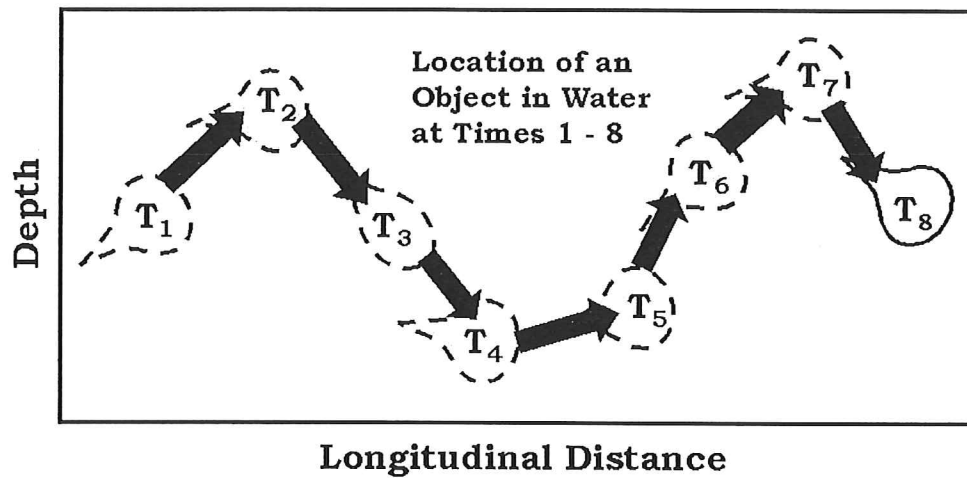 Location of an
Object in Water
at Times 1 - 8
T₁
T₂
T₃
T₄
T₅
T₆
T₇
T₈
Depth
Longitudinal Distance